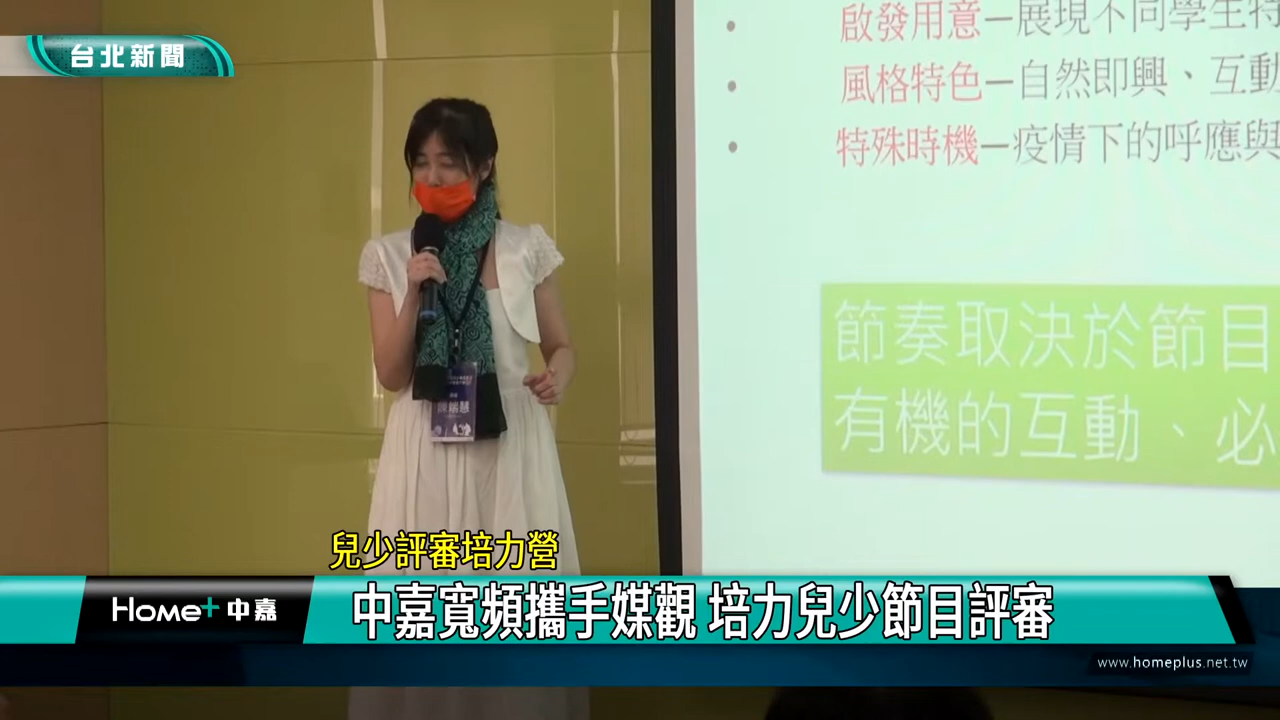 台北新聞
啟發用意—展現不同學生特
風格特色—自然即興、互動
特殊時機—疫情下的呼應與
節奏取決於節目
有機的互動、必
兒少評審培力營
Home+ 中嘉
中嘉寬頻攜手媒觀 培力兒少節目評審
www.homeplus.net.tw